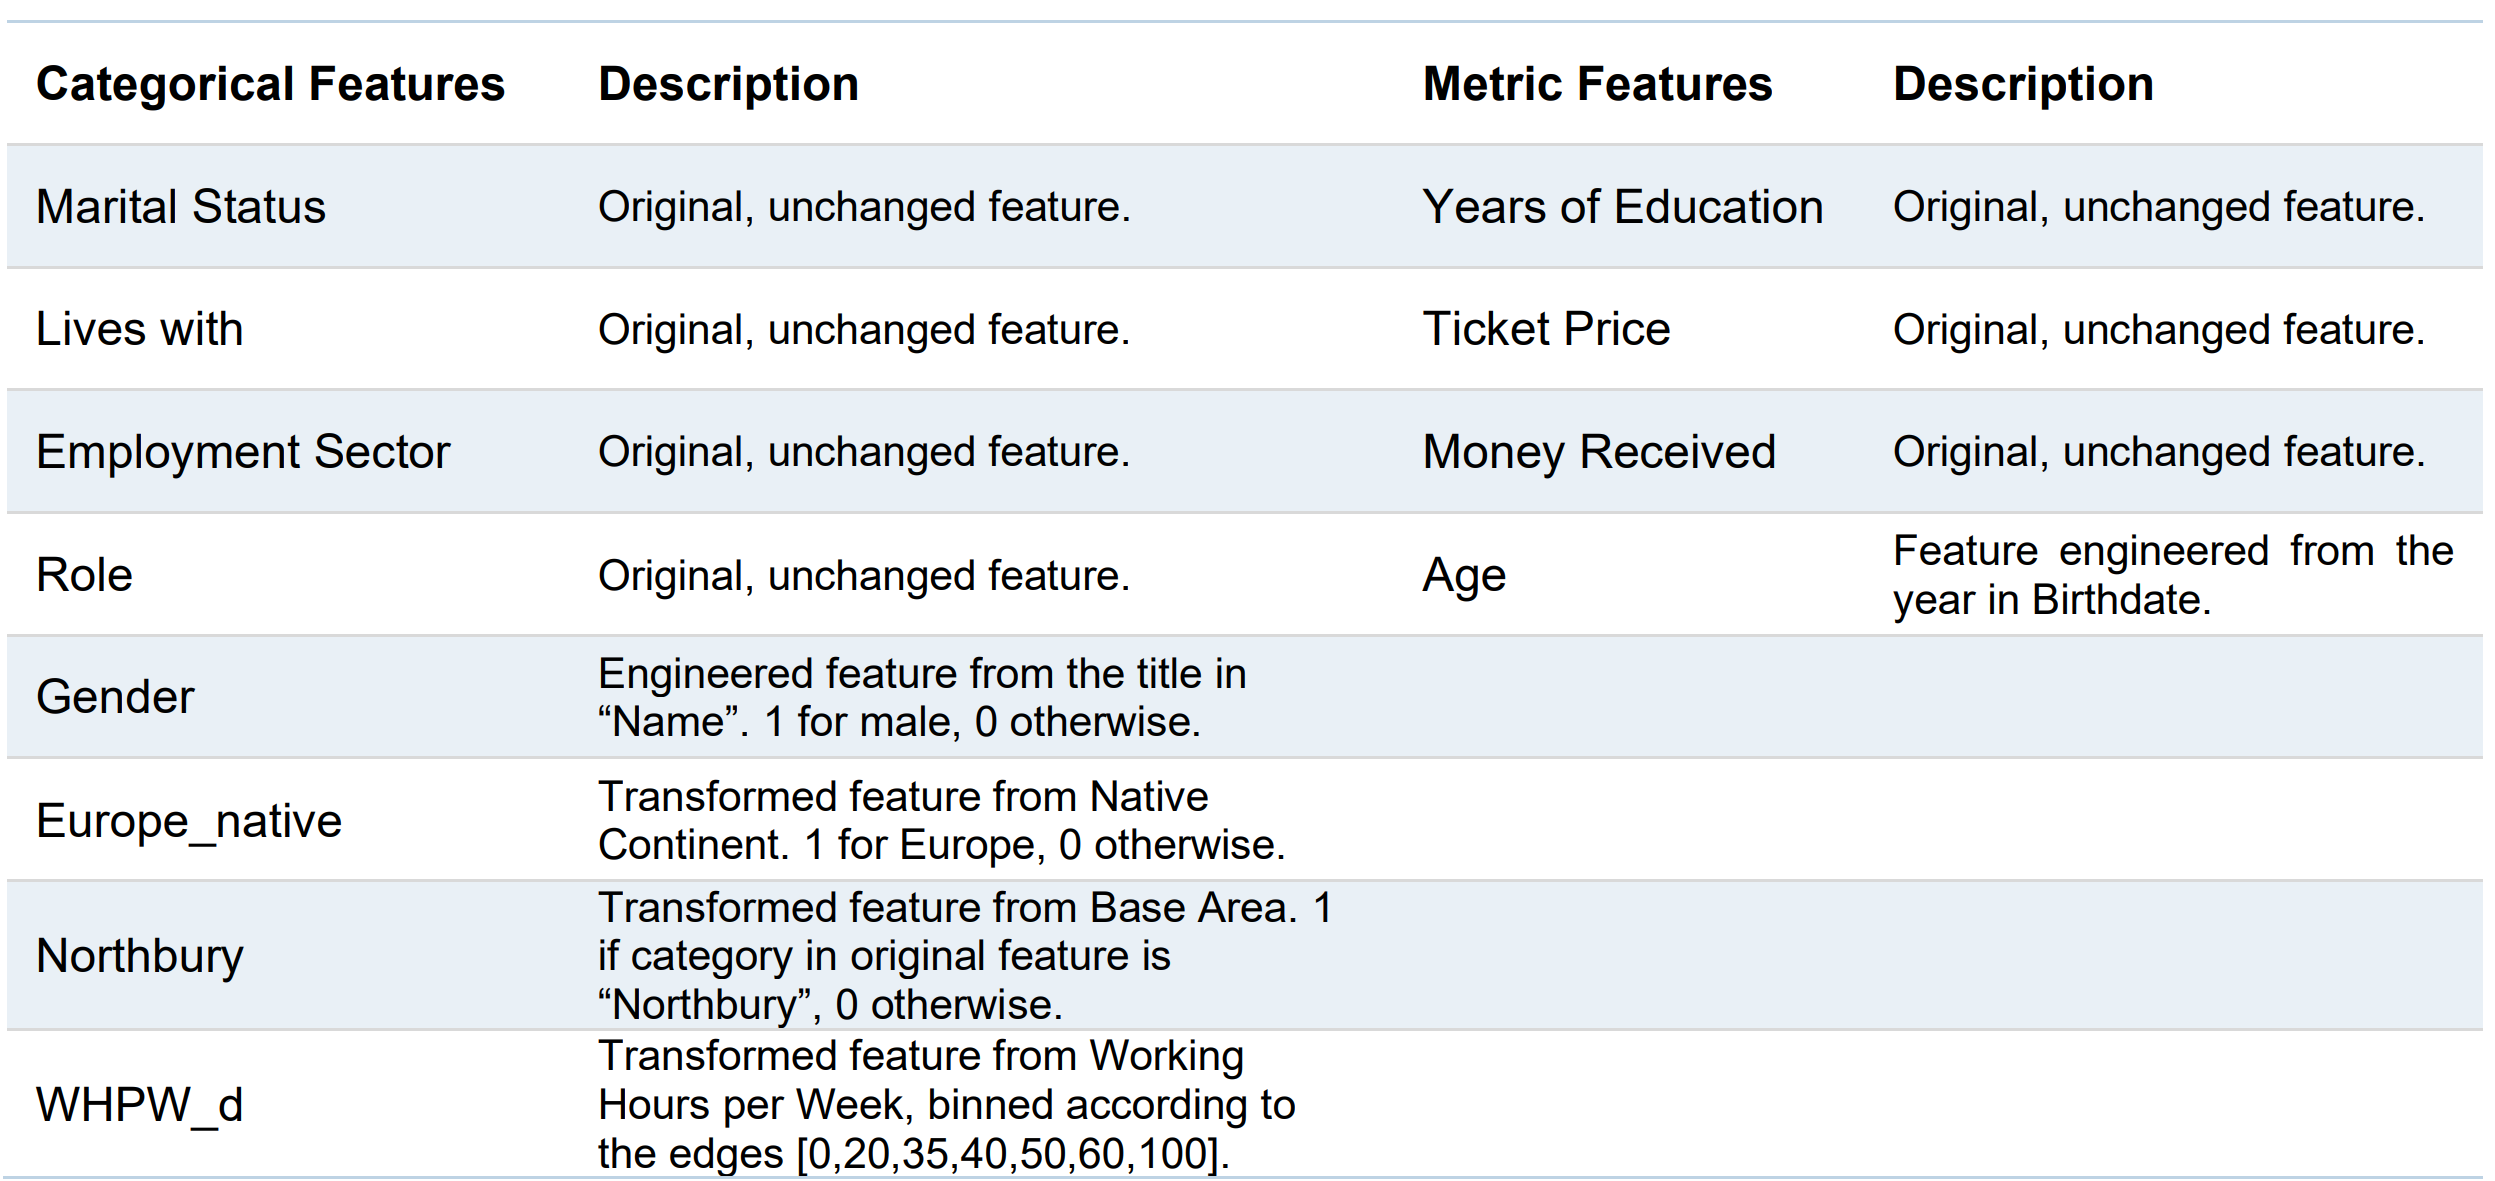 Categorical Features Description Metric Features Description
Marital Status Original, unchanged feature. Years of Education Original, unchanged feature.
Lives with Original, unchanged feature. Ticket Price Original, unchanged feature.
Employment Sector Original, unchanged feature. Money Received Original, unchanged feature.
Role Original, unchanged feature. Age Feature engineered from the
year in Birthdate.
Gender Engineered feature from the title in
“Name”. 1 for male, 0 otherwise.
Europe_native Transformed feature from Native
Continent. 1 for Europe, 0 otherwise.
Northbury Transformed feature from Base Area. 1
if category in original feature is
“Northbury”, 0 otherwise.
WHPW_d Transformed feature from Working
Hours per Week, binned according to
the edges [0,20,35,40,50,60,100].